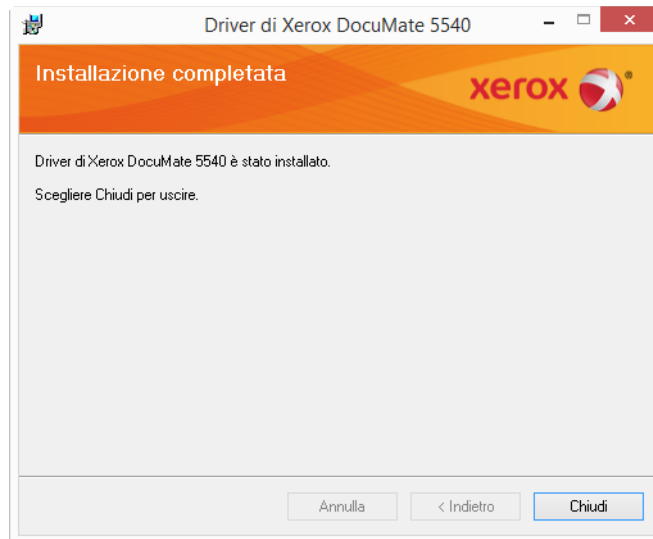 Driver di Xerox DocuMate 5540
Installazione completata
xerox
Driver di Xerox DocuMate 5540 è stato installato.
Scegliere Chiudi per uscire.
Annulla
< Indietro
Chiudi